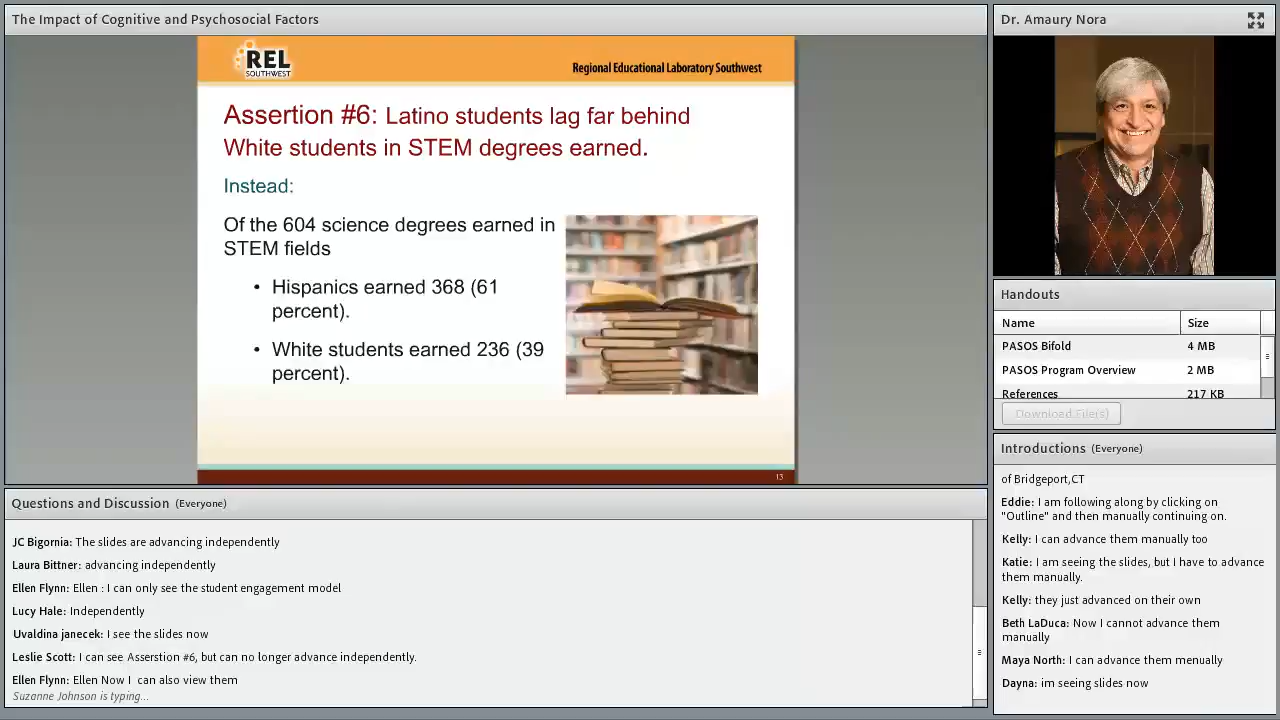 The Impact of Cognitive and Psychosocial Factors
REL
SOUTHWEST
Regional Educational Laboratory Southwest
Assertion #6: Latino students lag far behind
White students in STEM degrees earned.
Instead:
Of the 604 science degrees earned in
STEM fields
• Hispanics earned 368 (61
percent).
• White students earned 236 (39
percent).
13
Questions and Discussion (Everyone)
JC Bigornia: The slides are advancing independently
Laura Bittner: advancing independently
Ellen Flynn: Ellen : I can only see the student engagement model
Lucy Hale: Independently
Uvaldina janecek: I see the slides now
Leslie Scott: I can see Asserstion #6, but can no longer advance independently.
Ellen Flynn: Ellen Now I can also view them
Suzanne Johnson is typing...
Dr. Amaury Nora
Handouts
Name Size
PASOS Bifold 4 MB
PASOS Program Overview 2 MB
References 217 KB
Download File(s)
Introductions (Everyone)
of Bridgeport,CT
Eddie: I am following along by clicking on
"Outline" and then manually continuing on.
Kelly: I can advance them manually too
Katie: I am seeing the slides, but I have to advance
them manually.
Kelly: they just advanced on their own
Beth LaDuca: Now I cannot advance them
manually
Maya North: I can advance them menually
Dayna: im seeing slides now